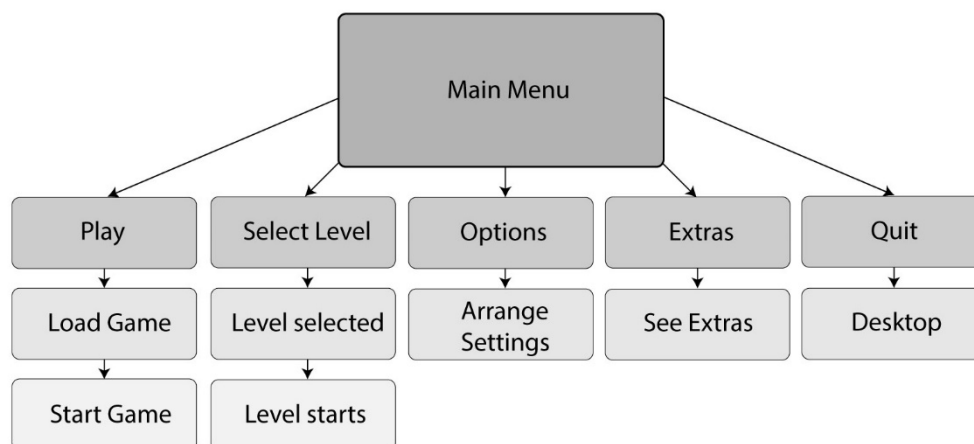 Main Menu
Play
Select Level
Options
Extras
Quit
Load Game
Level selected
Arrange
Settings
See Extras
Desktop
Start Game
Level starts